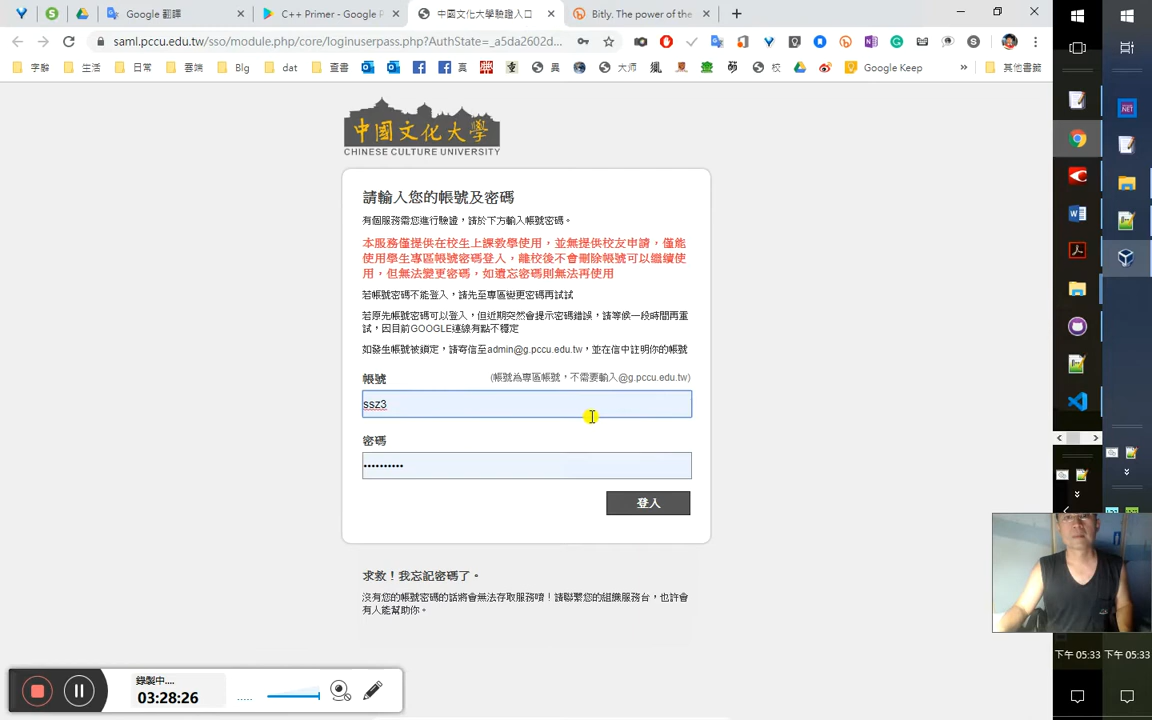 Google 翻譯
C++ Primer - Google P
中國文化大學驗證入口
Bitly. The power of the
saml.pccu.edu.tw/sso/module.php/core/loginuserpass.php?AuthState=_a5da2602d...
字辭
生活
日常
雲端
Blg
dat
查書
真
異
大师
校
Google Keep
其他書籤
中國文化大學
CHINESE CULTURE UNIVERSITY
請輸入您的帳號及密碼
有個服務需您進行驗證,請於下方輸入帳號密碼。
本服務僅提供在校生上課教學使用,並無提供校友申請,僅能
使用學生專區帳號密碼登入,離校後不會刪除帳號可以繼續使
用,但無法變更密碼,如遺忘密碼則無法再使用
若帳號密碼不能登入,請先至專區變更密碼再試試
若原先帳號密碼可以登入,但近期突然會提示密碼錯誤,請等候一段時間再重
試,因目前GOOGLE連線有點不穩定
如發生帳號被鎖定,請寄信至admin@g.pccu.edu.tw,並在信中註明你的帳號
帳號
(帳號為專區帳號,不需要輸入@g.pccu.edu.tw)
ssz3
密碼
••••••••••
登入
求救!我忘記密碼了。
沒有您的帳號密碼的話將會無法存取服務唷!請聯繫您的組織服務台,也許會
有人能幫助你。
錄製中....
03:28:26
下午 05:33
下午 05:33